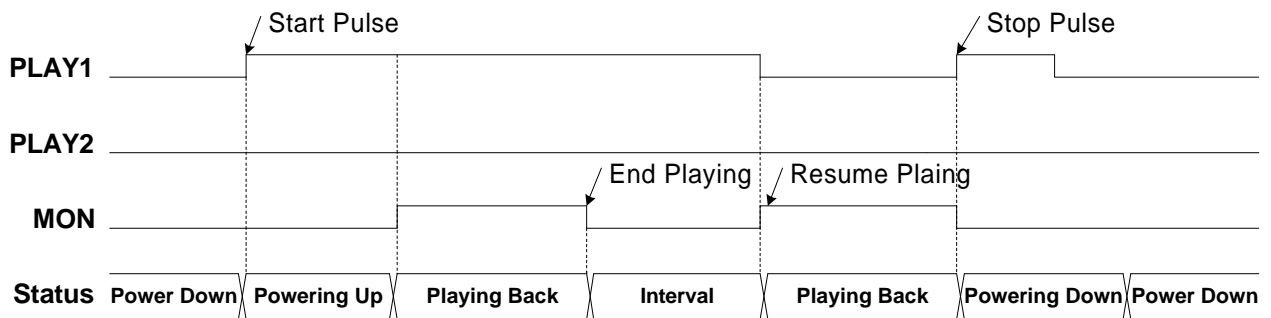 Start Pulse
Stop Pulse
PLAY1
PLAY2
End Playing
Resume Plaing
MON
Status Power Down Powering Up Playing Back Interval Playing Back Powering Down Power Down